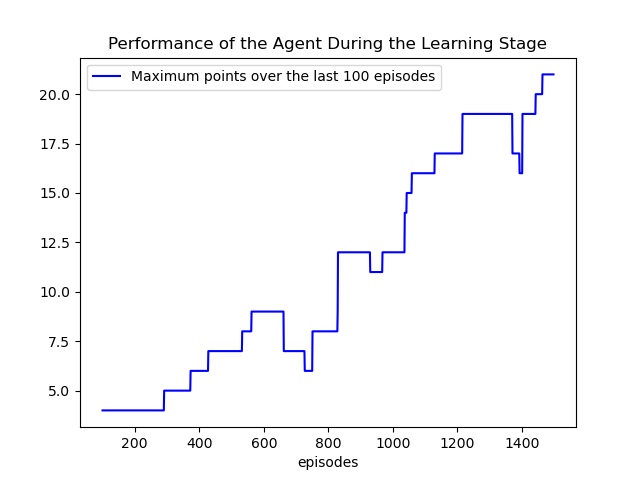 Performance of the Agent During the Learning Stage
Maximum points over the last 100 episodes
20.0
17.5
15.0
12.5
10.0
7.5
5.0
200 400 600 800 1000 1200 1400
episodes